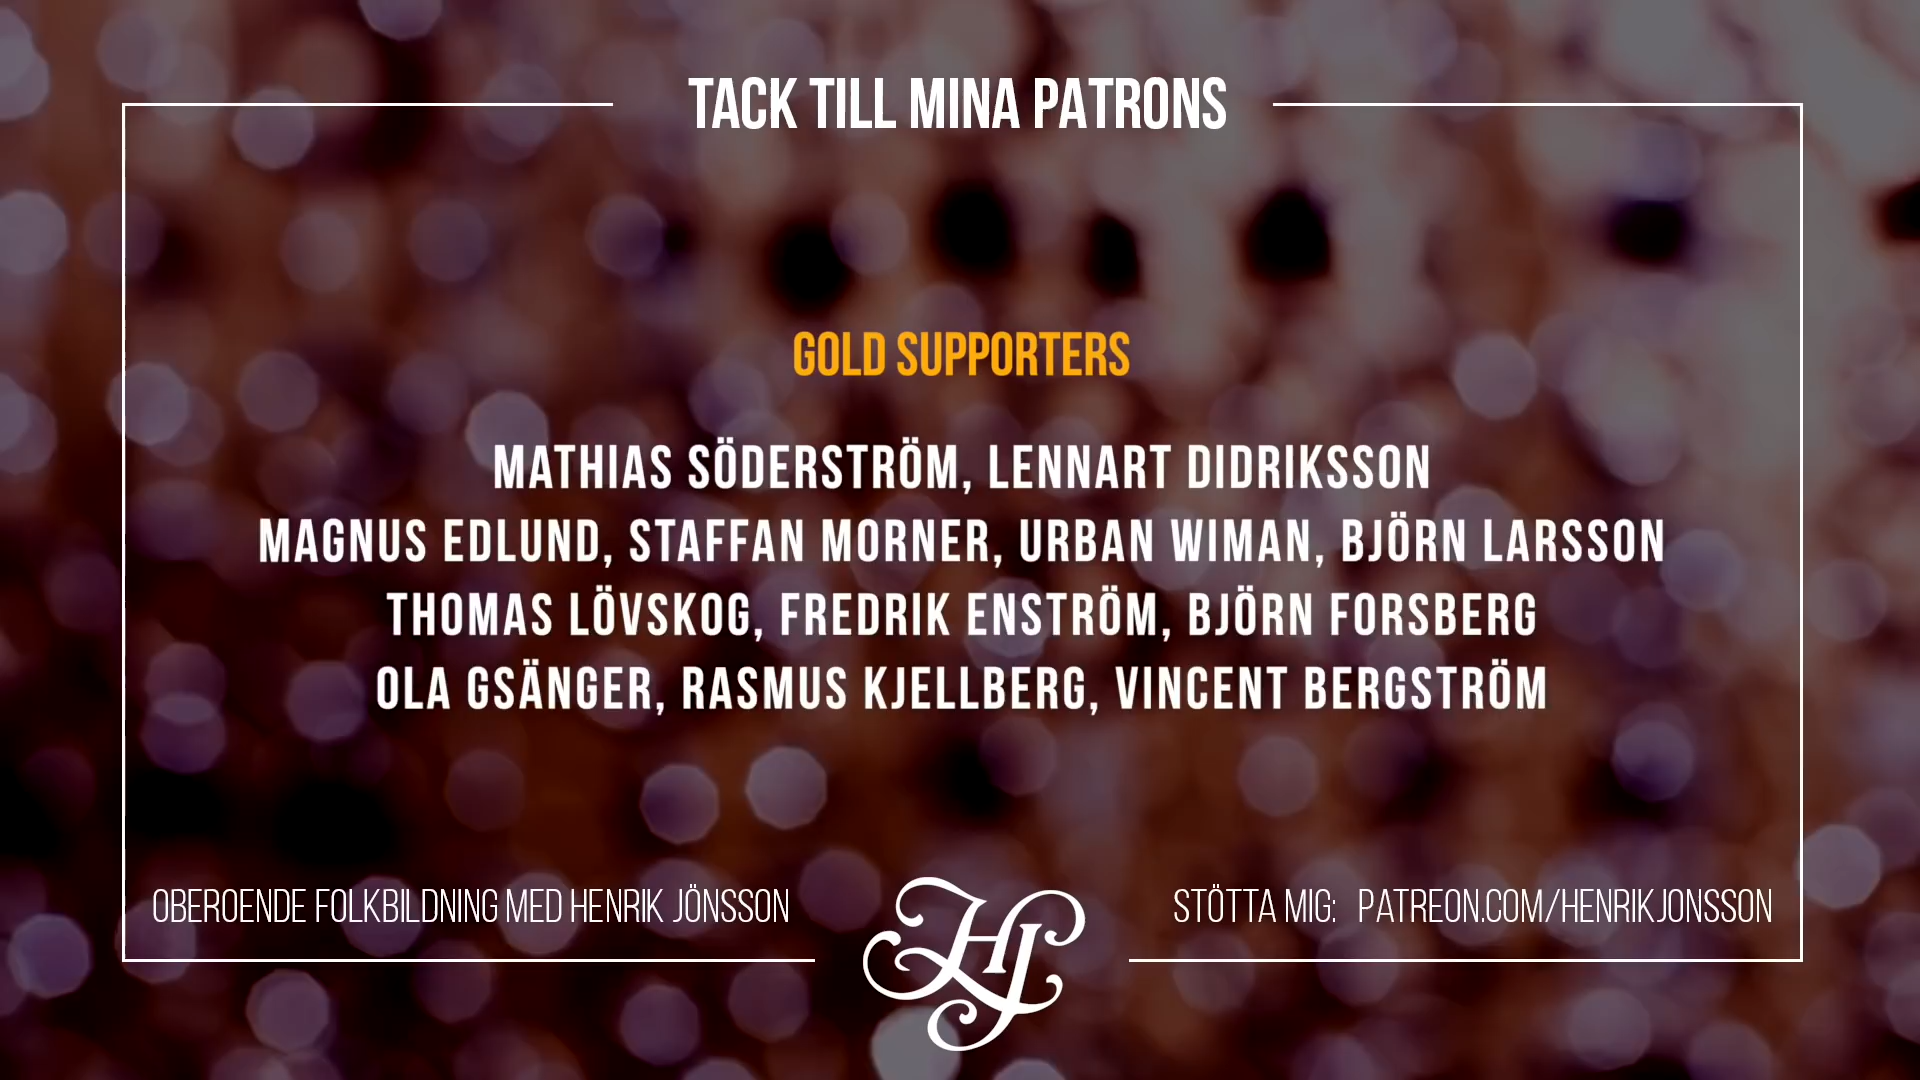 TACK TILL MINA PATRONS
GOLD SUPPORTERS
MATHIAS SÖDERSTRÖM, LENNART DIDRIKSSON
MAGNUS EDLUND, STAFFAN MORNER, URBAN WIMAN, BJÖRN LARSSON
THOMAS LÖVSKOG, FREDRIK ENSTRÖM, BJÖRN FORSBERG
OLA GSÄNGER, RASMUS KJELLBERG, VINCENT BERGSTRÖM
OBEROENDE FOLKBILDNING MED HENRIK JÖNSSON
HJ
STÖTTA MIG: PATREON.COM/HENRIKJONSSON